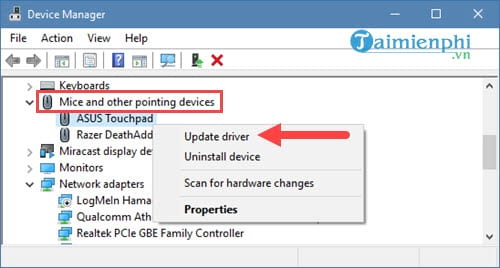 Device Manager
File Action View Help
Taimienphi
.vn
Keyboards
Mice and other pointing devices
ASUS Touchpad
Razer DeathAdd
Miracast display de
Monitors
Network adapters
LogMeIn Hama
Qualcomm Athe
Realtek PCIe GBE Family Controller
Update driver
Uninstall device
Scan for hardware changes
Properties